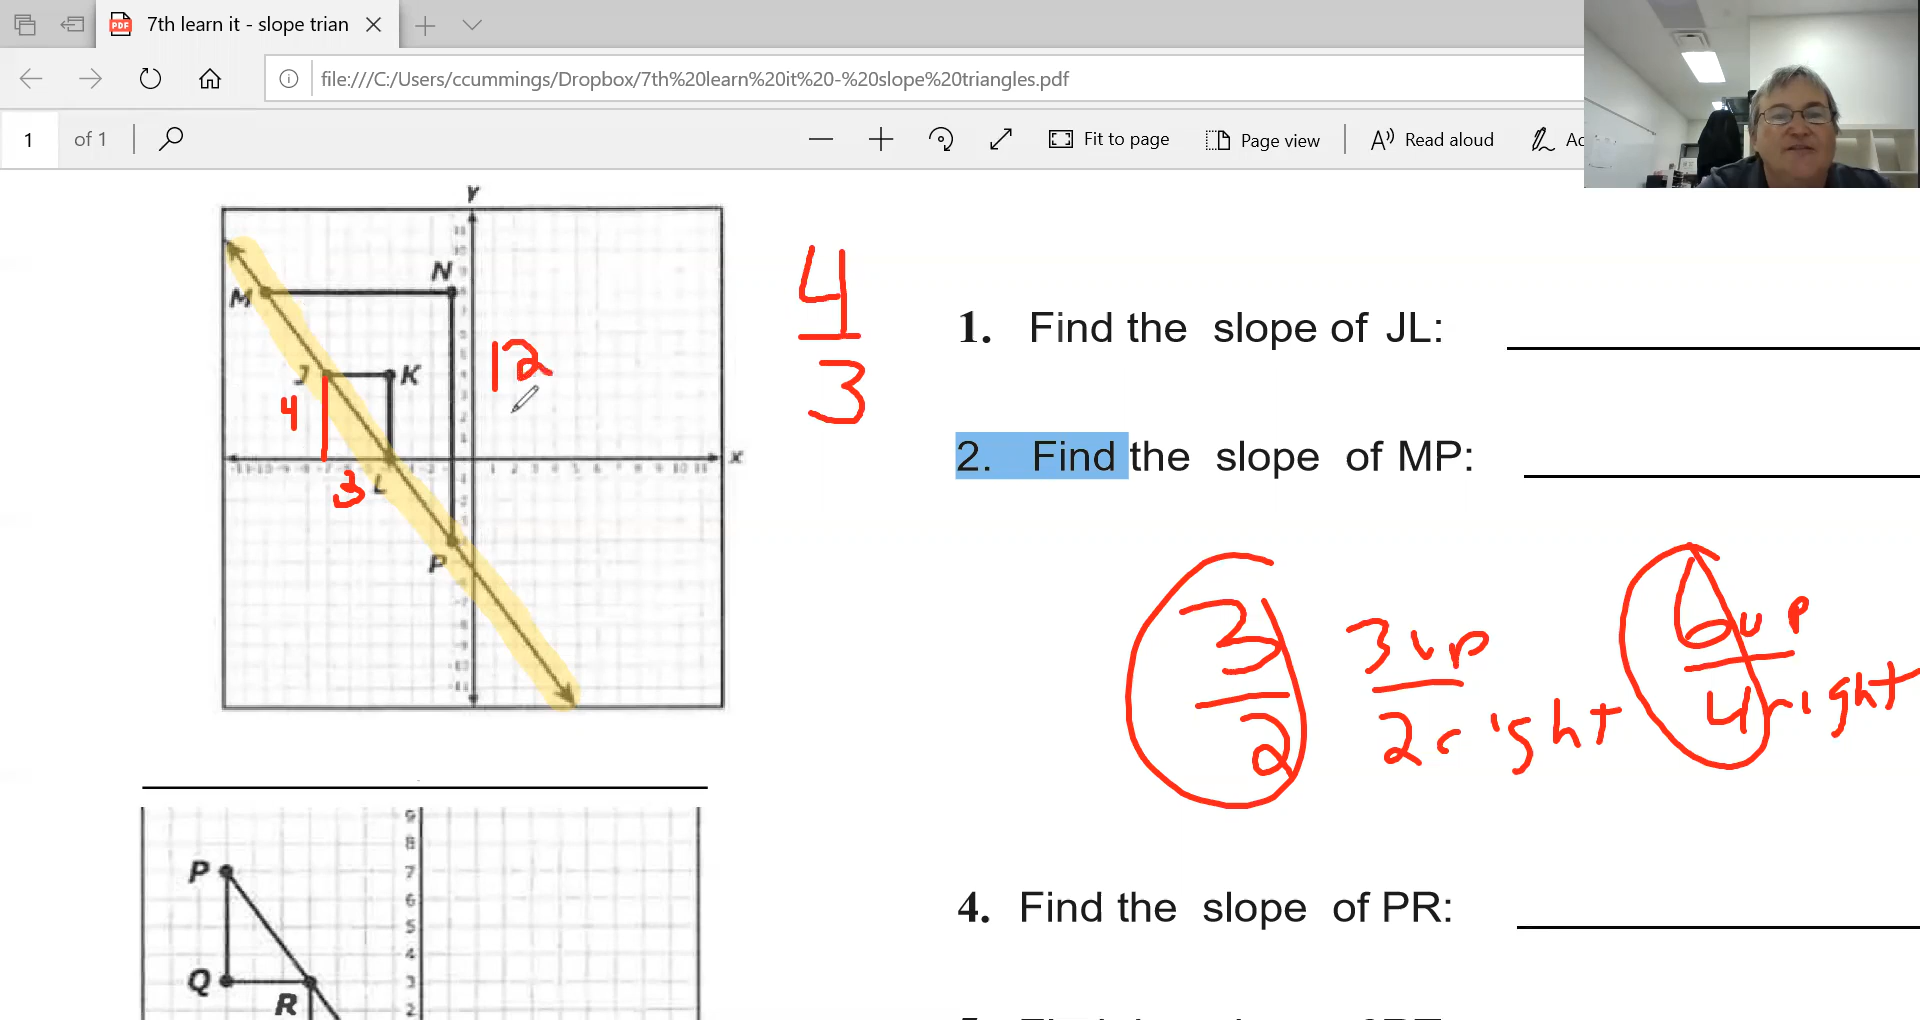 7th learn it - slope trian
file:///C:/Users/ccummings/Dropbox/7th%20learn%20it%20-%20slope%20triangles.pdf
1 of 1
Fit to page
Page view
Read aloud
Ad
y
N
M
J K
12
4
x
3 L
P
4
3
1. Find the slope of JL:
2. Find the slope of MP:
3
2
3 up
2 right
6 up
4 right
9
8
P 7
6
5
4
Q 3
R 2
4. Find the slope of PR: